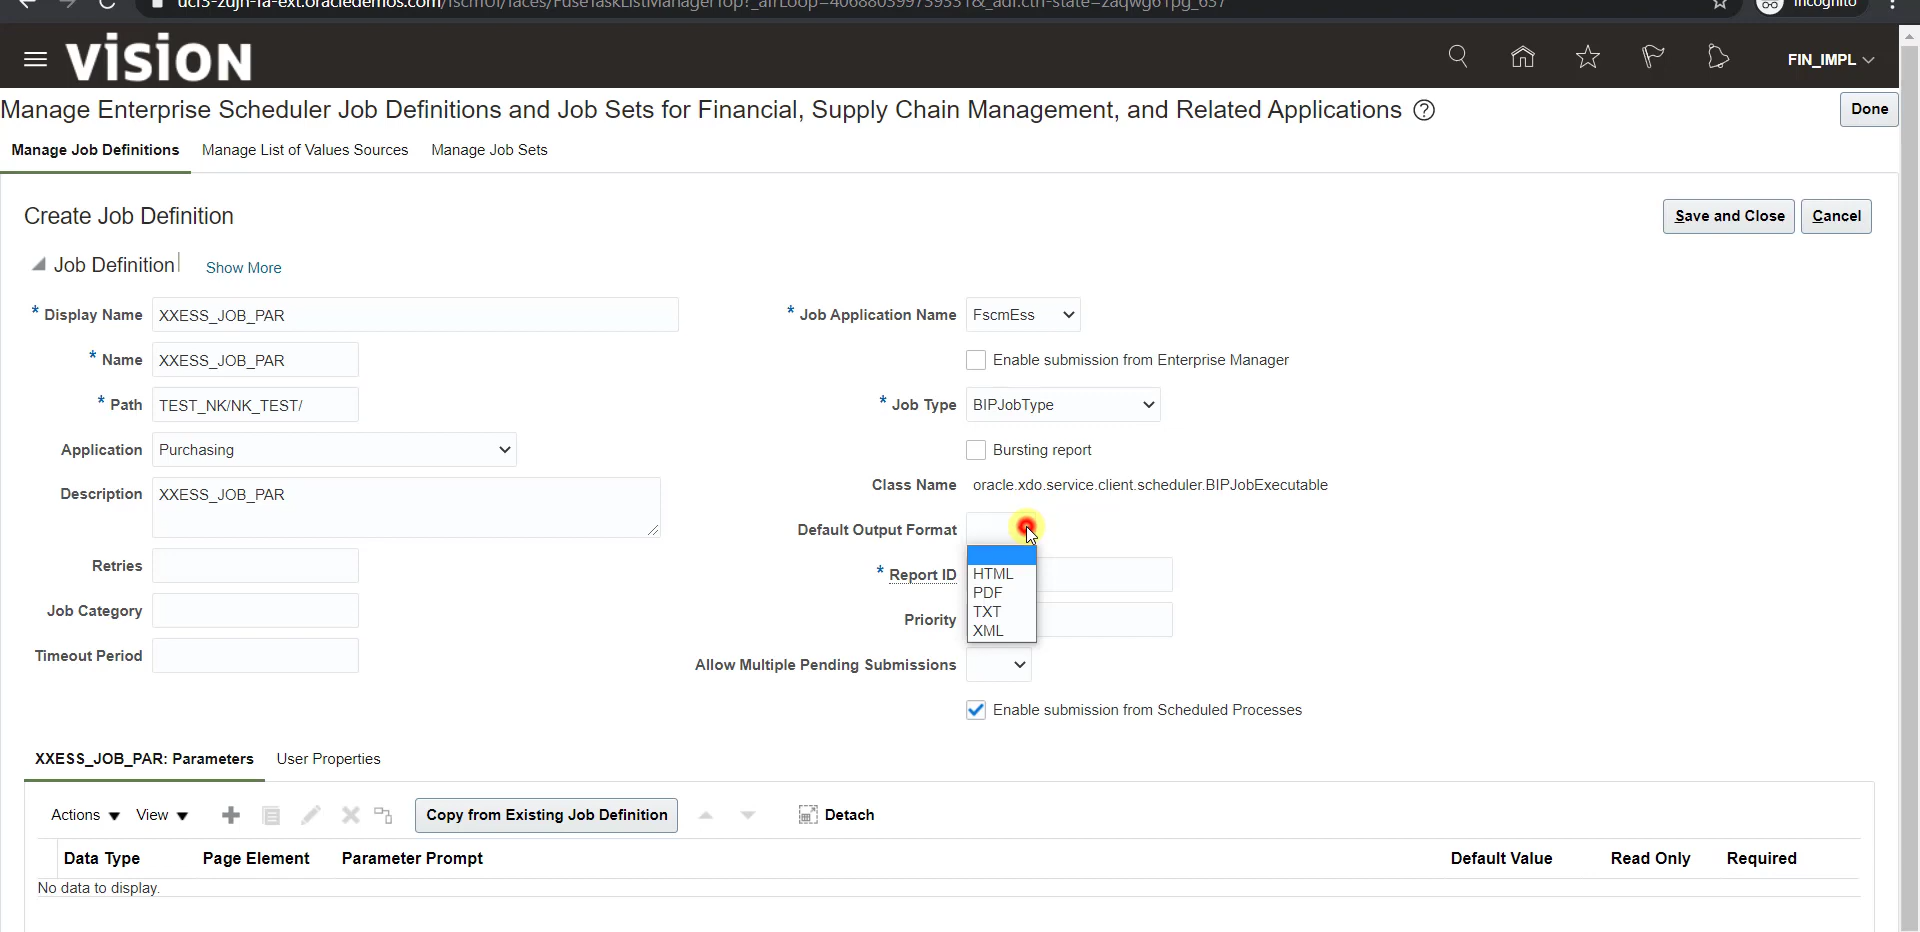 Incognito
vision
FIN_IMPL
Manage Enterprise Scheduler Job Definitions and Job Sets for Financial, Supply Chain Management, and Related Applications
Done
Manage Job Definitions Manage List of Values Sources Manage Job Sets
Create Job Definition
Save and Close Cancel
Job Definition Show More
* Display Name XXESS_JOB_PAR
* Job Application Name FscmEss
* Name XXESS_JOB_PAR
Enable submission from Enterprise Manager
* Path TEST_NK/NK_TEST/
* Job Type BIPJobType
Application Purchasing
Bursting report
Description XXESS_JOB_PAR
Class Name oracle.xdo.service.client.scheduler.BIPJobExecutable
Default Output Format
HTML
PDF
TXT
XML
Retries
* Report ID
Job Category
Priority
Timeout Period
Allow Multiple Pending Submissions
Enable submission from Scheduled Processes
XXESS_JOB_PAR: Parameters User Properties
Actions View Copy from Existing Job Definition Detach
Data Type Page Element Parameter Prompt Default Value Read Only Required
No data to display.